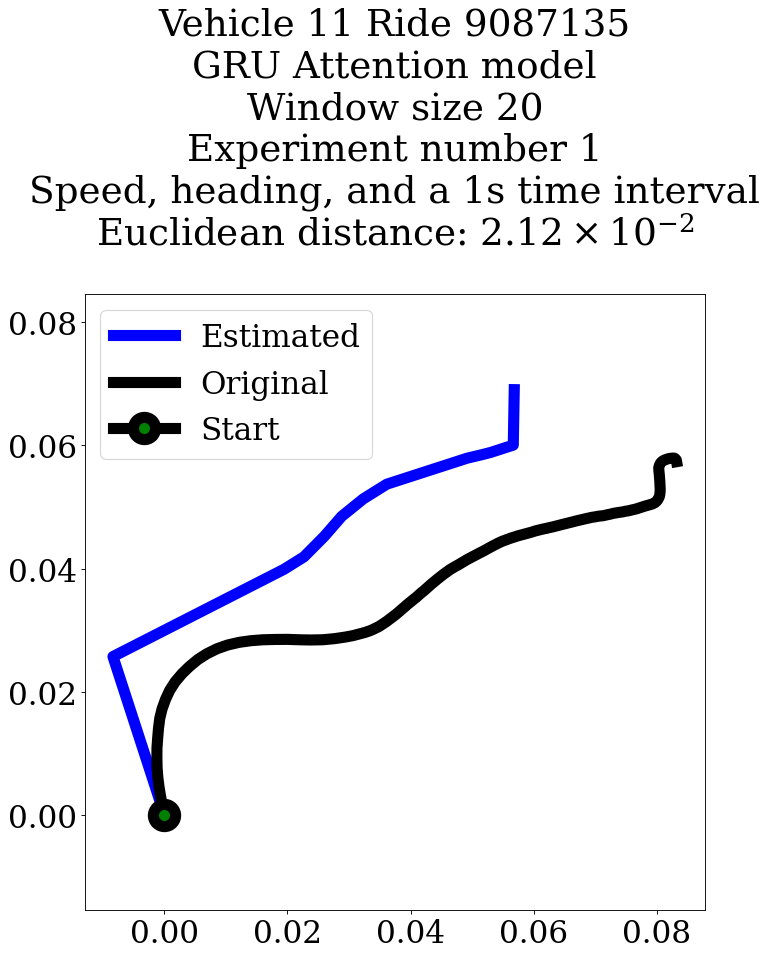 Vehicle 11 Ride 9087135
GRU Attention model
Window size 20
Experiment number 1
Speed, heading, and a 1s time interval
Euclidean distance: 2.12 × 10⁻²
Estimated
Original
Start
0.08
0.06
0.04
0.02
0.00
0.00 0.02 0.04 0.06 0.08